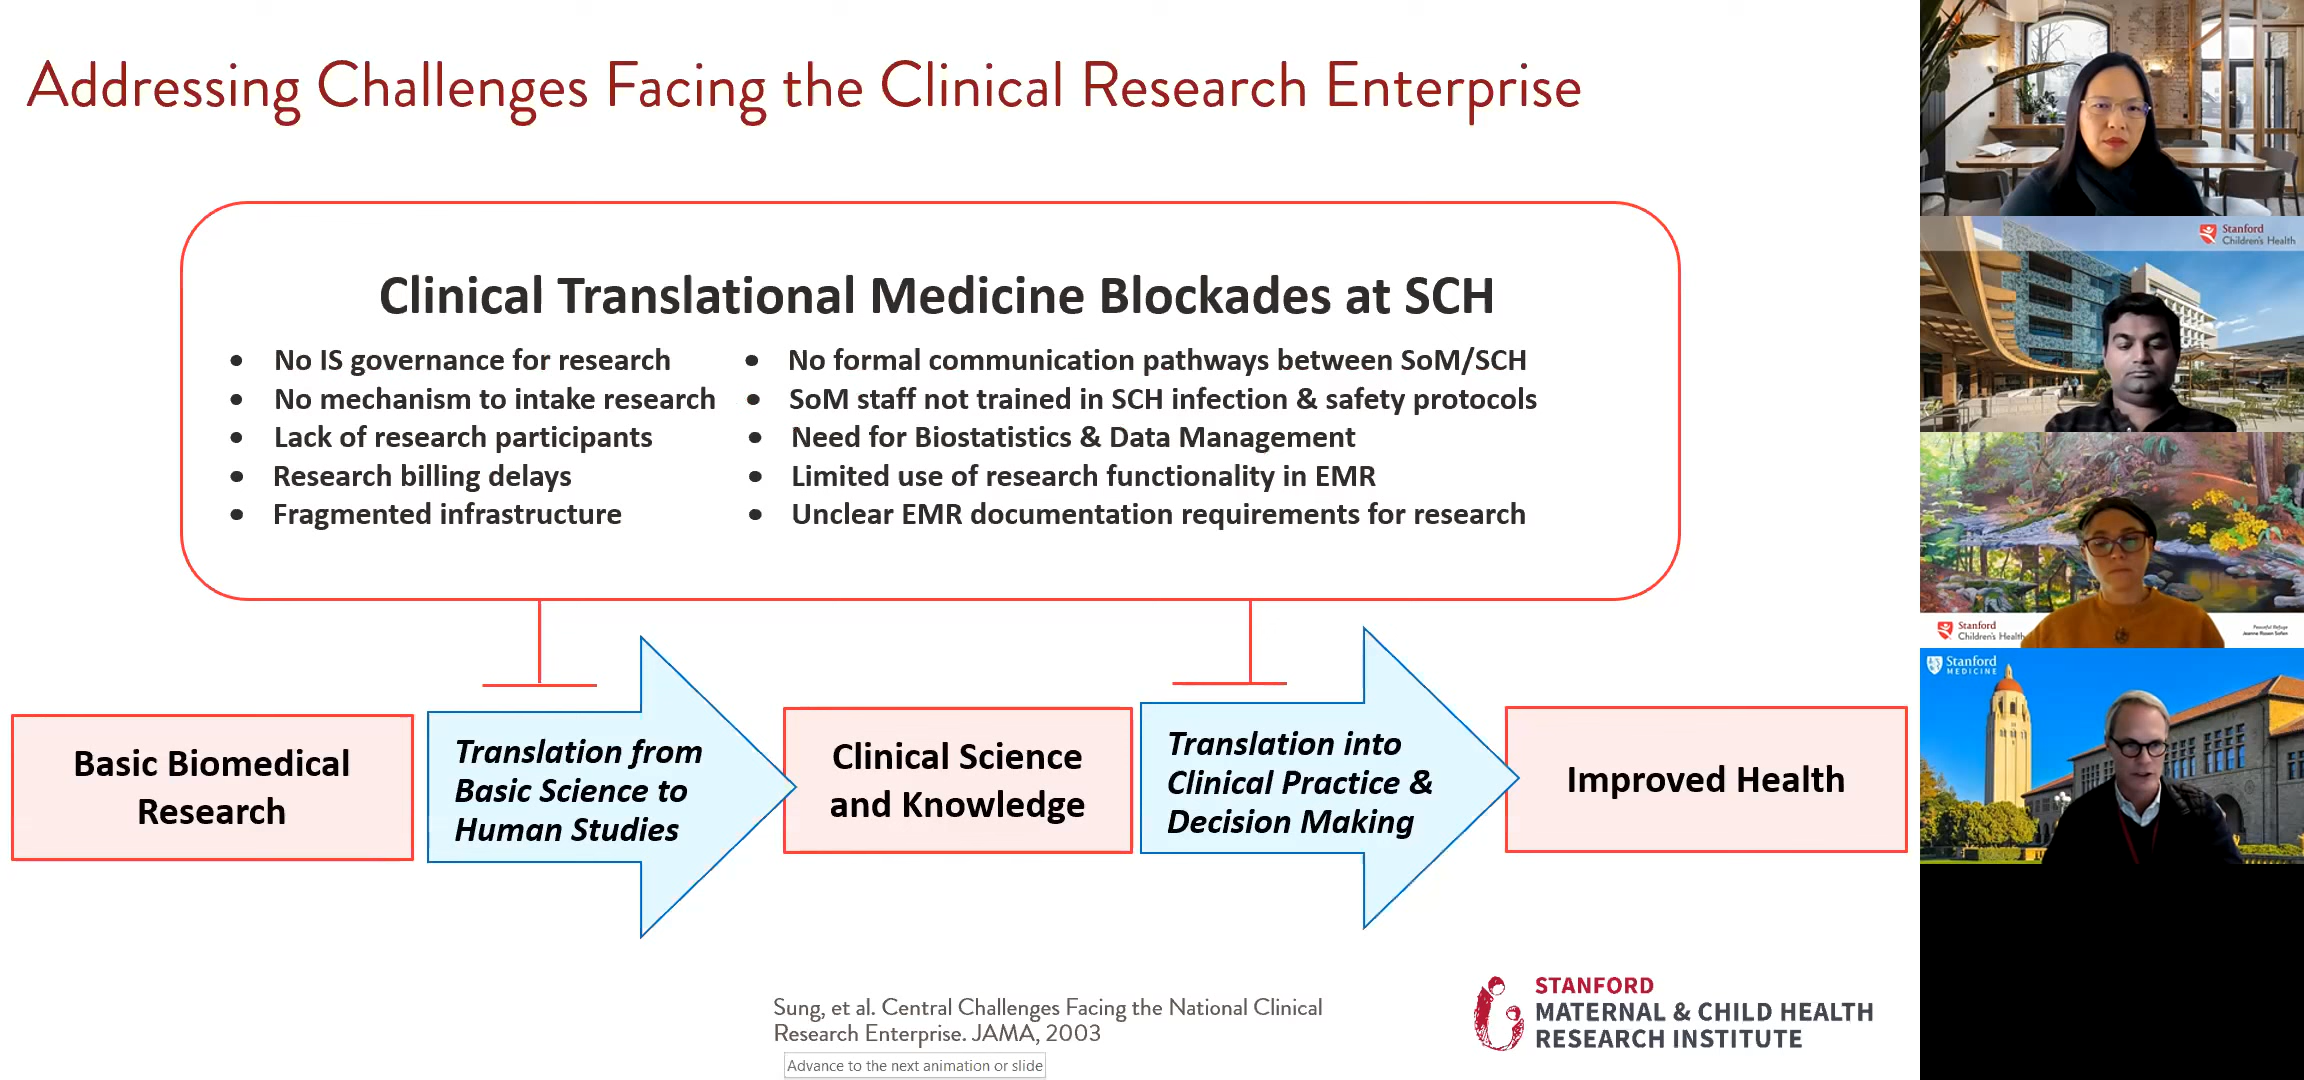 Addressing Challenges Facing the Clinical Research Enterprise
Clinical Translational Medicine Blockades at SCH
• No IS governance for research
• No mechanism to intake research
• Lack of research participants
• Research billing delays
• Fragmented infrastructure
• No formal communication pathways between SoM/SCH
• SoM staff not trained in SCH infection & safety protocols
• Need for Biostatistics & Data Management
• Limited use of research functionality in EMR
• Unclear EMR documentation requirements for research
Basic Biomedical
Research
Translation from
Basic Science to
Human Studies
Clinical Science
and Knowledge
Translation into
Clinical Practice &
Decision Making
Improved Health
Sung, et al. Central Challenges Facing the National Clinical
Research Enterprise. JAMA, 2003
Advance to the next animation or slide
STANFORD
MATERNAL & CHILD HEALTH
RESEARCH INSTITUTE
Stanford
Children's Health
Stanford
Children's Health
Peaceful Refuge
Jeanne Rosen Sofen
Stanford
MEDICINE